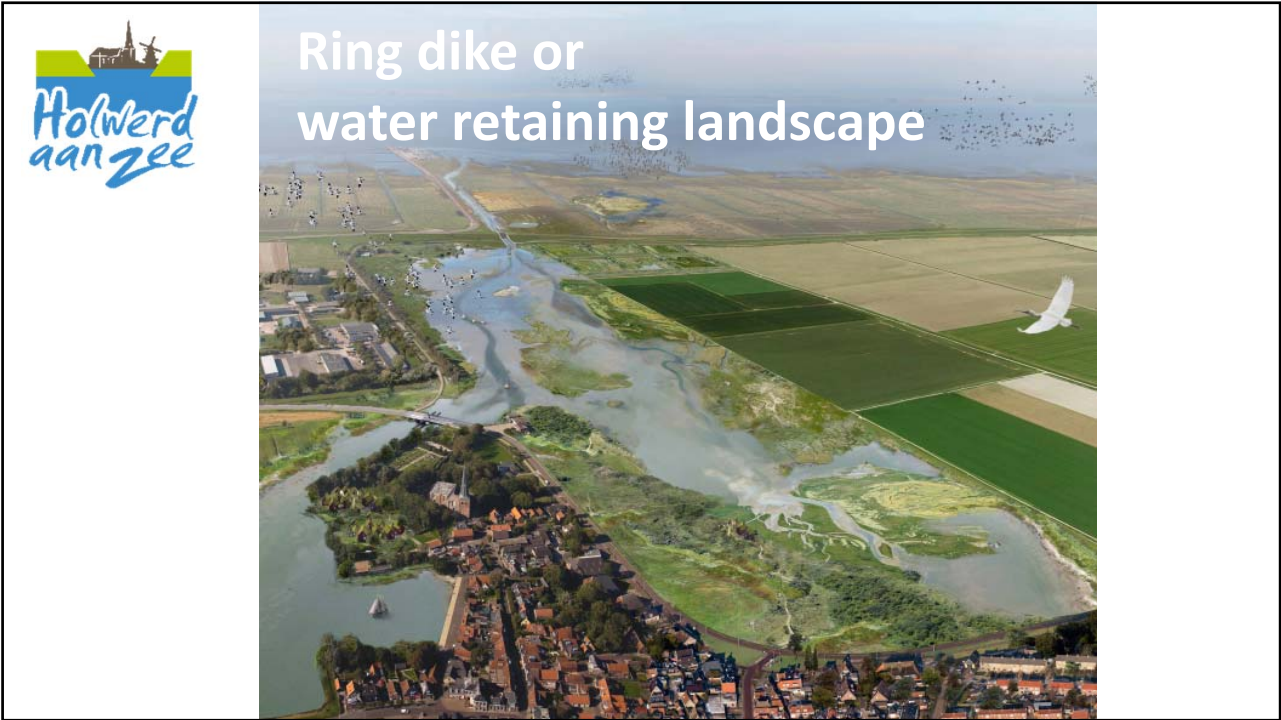 Holwerd
aan zee
Ring dike or
water retaining landscape